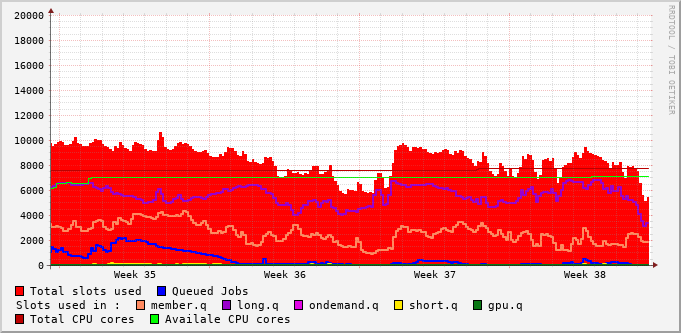 RRDTOOL / TOBI OETIKER
20000
18000
16000
14000
12000
10000
8000
6000
4000
2000
0
Week 35 Week 36 Week 37 Week 38
Total slots used Queued Jobs
Slots used in : member.q long.q ondemand.q short.q gpu.q
Total CPU cores Availale CPU cores